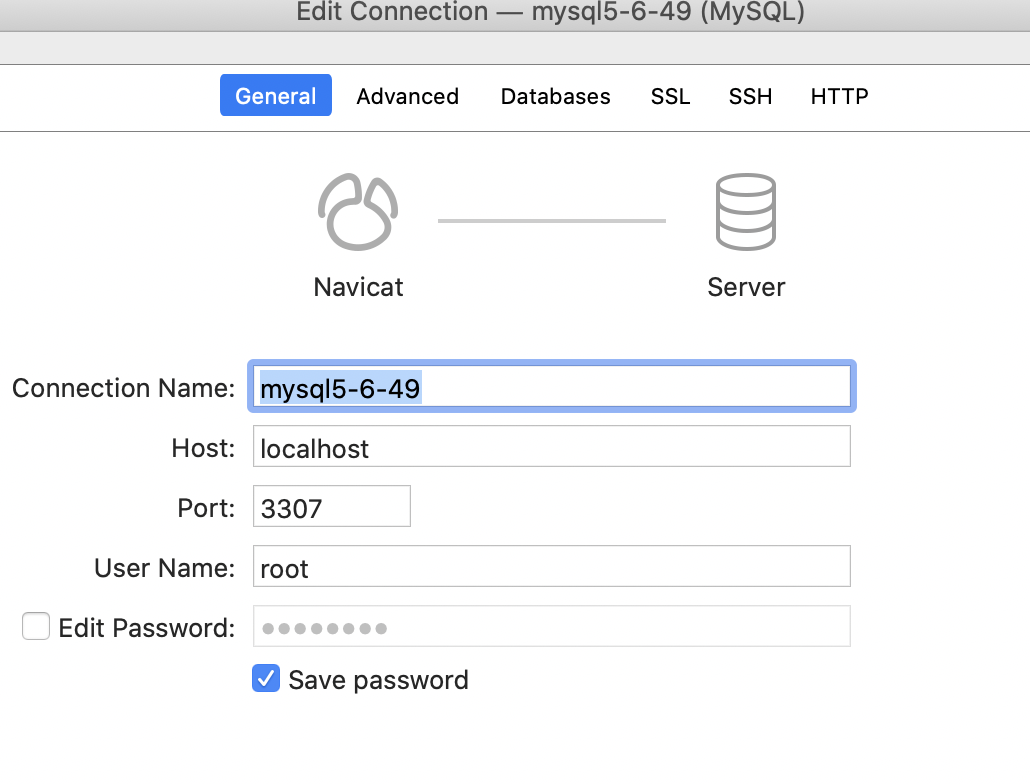 Edit Connection — mysql5-6-49 (MySQL)
General Advanced Databases SSL SSH HTTP
Navicat Server
Connection Name: mysql5-6-49
Host: localhost
Port: 3307
User Name: root
Edit Password: ••••••••
Save password